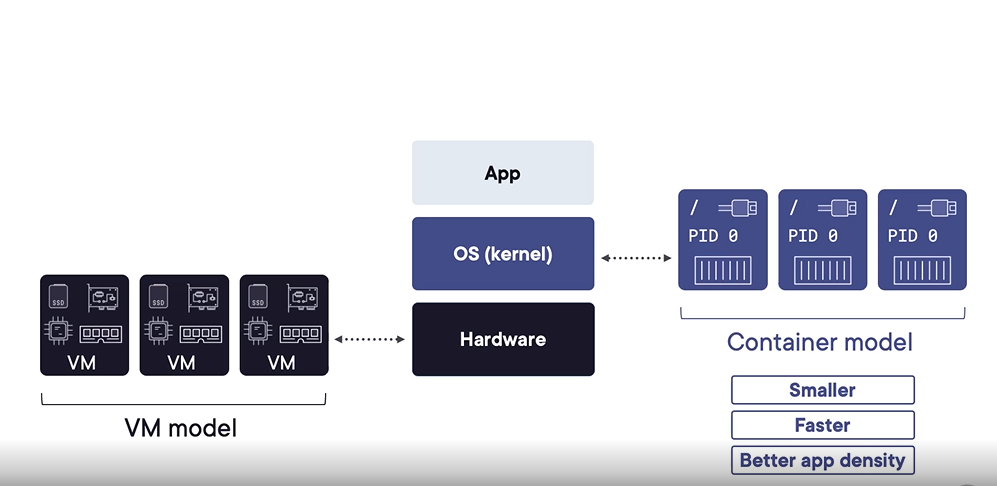 App
OS (kernel)
Hardware
SSD
SSD
SSD
VM
VM
VM
VM model
/
/
/
PID 0
PID 0
PID 0
Container model
Smaller
Faster
Better app density